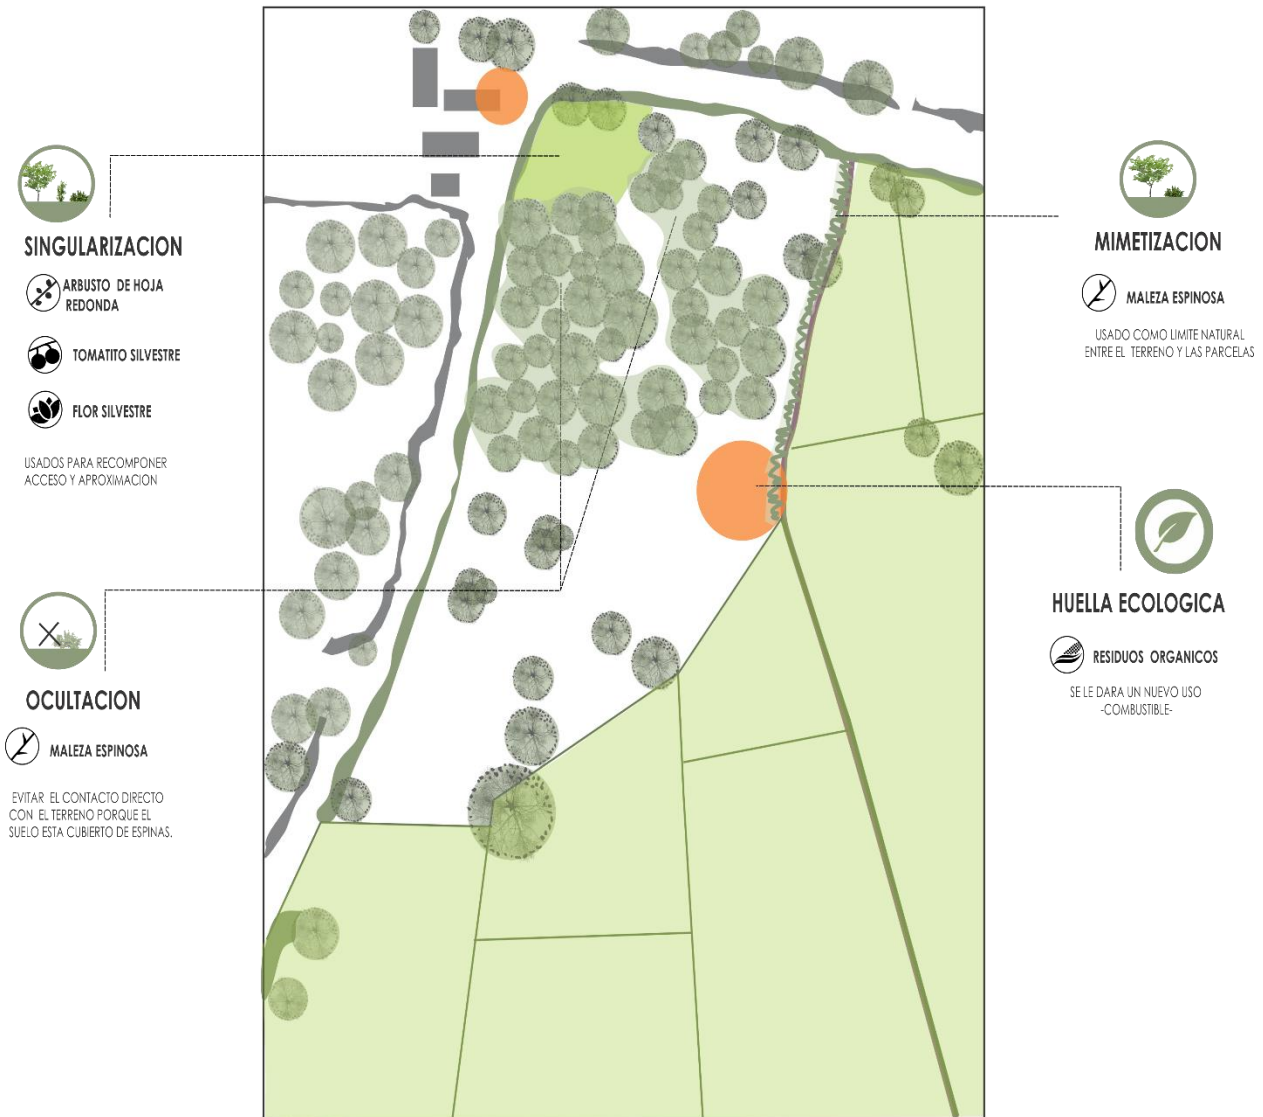 SINGULARIZACION
ARBUSTO DE HOJA
REDONDA
TOMATITO SILVESTRE
FLOR SILVESTRE
USADOS PARA RECOMPONER
ACCESO Y APROXIMACION
OCULTACION
MALEZA ESPINOSA
EVITAR EL CONTACTO DIRECTO
CON EL TERRENO PORQUE EL
SUELO ESTA CUBIERTO DE ESPINAS.
MIMETIZACION
MALEZA ESPINOSA
USADO COMO LIMITE NATURAL
ENTRE EL TERRENO Y LAS PARCELAS
HUELLA ECOLOGICA
RESIDUOS ORGANICOS
SE LE DARA UN NUEVO USO
-COMBUSTIBLE-